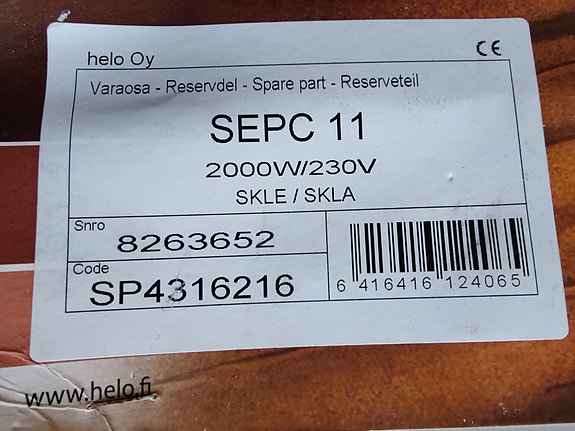 helo Oy
CE
Varaosa - Reservdel - Spare part - Reserveteil
SEPC 11
2000W/230V
SKLE / SKLA
Snro
8263652
Code
SP4316216
6 416416 124065
www.helo.fi